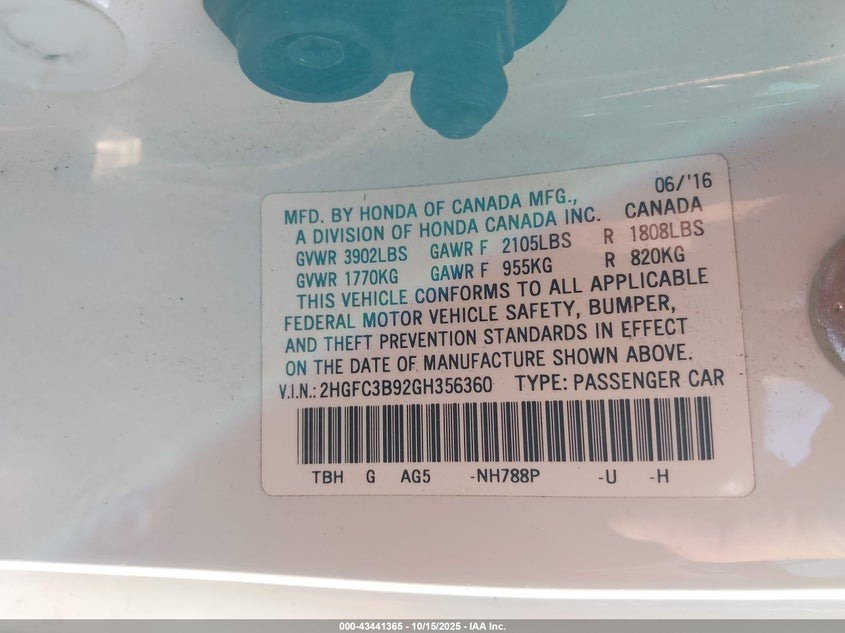 06/'16
MFD. BY HONDA OF CANADA MFG.,
A DIVISION OF HONDA CANADA INC. CANADA
GVWR 3902LBS GAWR F 2105LBS R 1808LBS
GVWR 1770KG GAWR F 955KG R 820KG
THIS VEHICLE CONFORMS TO ALL APPLICABLE
FEDERAL MOTOR VEHICLE SAFETY, BUMPER,
AND THEFT PREVENTION STANDARDS IN EFFECT
ON THE DATE OF MANUFACTURE SHOWN ABOVE.
V.I.N.:2HGFC3B92GH356360 TYPE: PASSENGER CAR
TBH G AG5 -NH788P -U -H
000-43441365 - 10/15/2025 - IAA Inc.